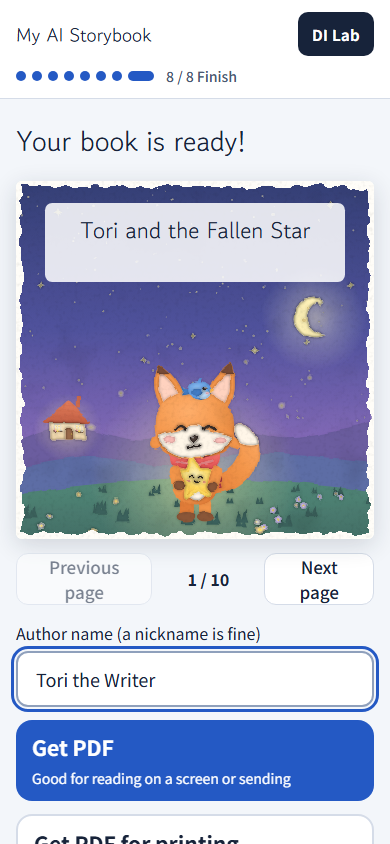 My AI Storybook
DI Lab
8 / 8 Finish
Your book is ready!
Tori and the Fallen Star
Previous
page
1 / 10
Next
page
Author name (a nickname is fine)
Tori the Writer
Get PDF
Good for reading on a screen or sending
Get PDF for printing